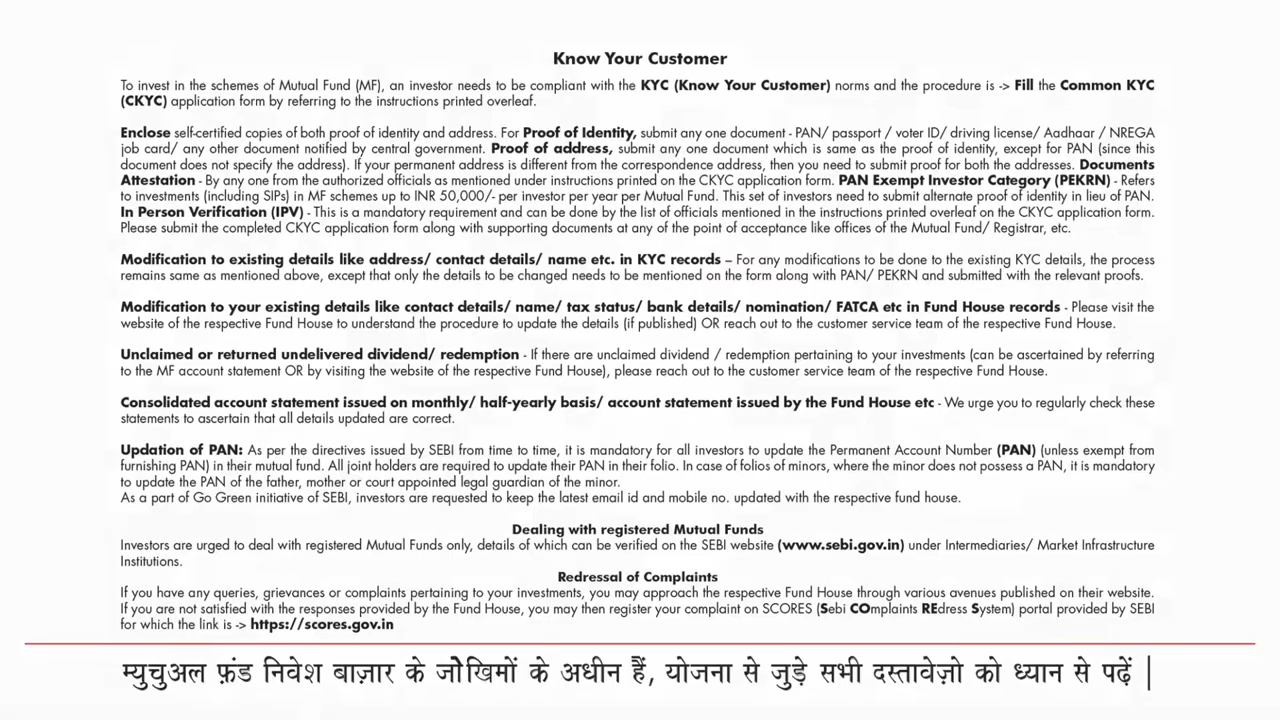 Know Your Customer
To invest in the schemes of Mutual Fund (MF), an investor needs to be compliant with the KYC (Know Your Customer) norms and the procedure is -> Fill the Common KYC
(CKYC) application form by referring to the instructions printed overleaf.
Enclose self-certified copies of both proof of identity and address. For Proof of Identity, submit any one document - PAN/ passport / voter ID/ driving license/ Aadhaar / NREGA
job card/ any other document notified by central government. Proof of address, submit any one document which is same as the proof of identity, except for PAN (since this
document does not specify the address). If your permanent address is different from the correspondence address, then you need to submit proof for both the addresses. Documents
Attestation - By any one from the authorized officials as mentioned under instructions printed on the CKYC application form. PAN Exempt Investor Category (PEKRN) - Refers
to investments (including SIPs) in MF schemes up to INR 50,000/- per investor per year per Mutual Fund. This set of investors need to submit alternate proof of identity in lieu of PAN.
In Person Verification (IPV) - This is a mandatory requirement and can be done by the list of officials mentioned in the instructions printed overleaf on the CKYC application form.
Please submit the completed CKYC application form along with supporting documents at any of the point of acceptance like offices of the Mutual Fund/ Registrar, etc.
Modification to existing details like address/ contact details/ name etc. in KYC records – For any modifications to be done to the existing KYC details, the process
remains same as mentioned above, except that only the details to be changed needs to be mentioned on the form along with PAN/ PEKRN and submitted with the relevant proofs.
Modification to your existing details like contact details/ name/ tax status/ bank details/ nomination/ FATCA etc in Fund House records - Please visit the
website of the respective Fund House to understand the procedure to update the details (if published) OR reach out to the customer service team of the respective Fund House.
Unclaimed or returned undelivered dividend/ redemption - If there are unclaimed dividend / redemption pertaining to your investments (can be ascertained by referring
to the MF account statement OR by visiting the website of the respective Fund House), please reach out to the customer service team of the respective Fund House.
Consolidated account statement issued on monthly/ half-yearly basis/ account statement issued by the Fund House etc - We urge you to regularly check these
statements to ascertain that all details updated are correct.
Updation of PAN: As per the directives issued by SEBI from time to time, it is mandatory for all investors to update the Permanent Account Number (PAN) (unless exempt from
furnishing PAN) in their mutual fund. All joint holders are required to update their PAN in their folio. In case of folios of minors, where the minor does not possess a PAN, it is mandatory
to update the PAN of the father, mother or court appointed legal guardian of the minor.
As a part of Go Green initiative of SEBI, investors are requested to keep the latest email id and mobile no. updated with the respective fund house.
Dealing with registered Mutual Funds
Investors are urged to deal with registered Mutual Funds only, details of which can be verified on the SEBI website (www.sebi.gov.in) under Intermediaries/ Market Infrastructure
Institutions.
Redressal of Complaints
If you have any queries, grievances or complaints pertaining to your investments, you may approach the respective Fund House through various avenues published on their website.
If you are not satisfied with the responses provided by the Fund House, you may then register your complaint on SCORES (Sebi COmplaints REdress System) portal provided by SEBI
for which the link is -> https://scores.gov.in
म्युचुअल फ़ंड निवेश बाज़ार के जोखिमों के अधीन हैं, योजना से जुड़े सभी दस्तावेज़ो को ध्यान से पढ़ें |